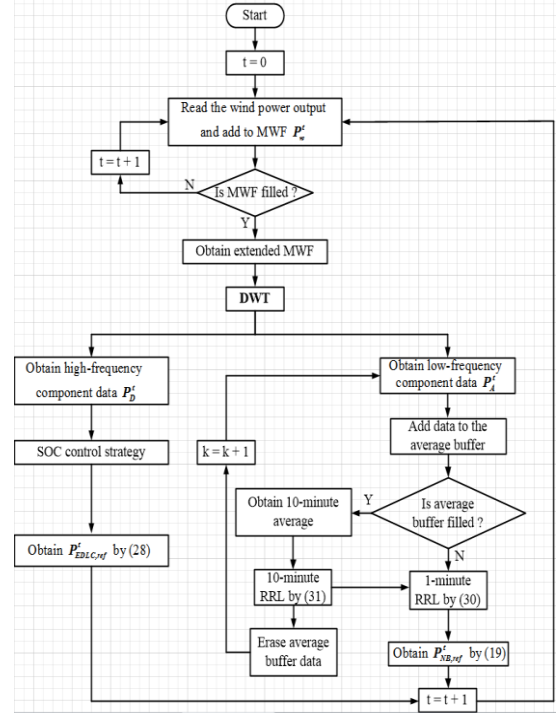 Start
t = 0
Read the wind power output
and add to MWF P_w^t
t = t + 1
N
Is MWF filled ?
Y
Obtain extended MWF
DWT
Obtain high-frequency
component data P_D^t
Obtain low-frequency
component data P_A^t
SOC control strategy
k = k + 1
Add data to the
average buffer
Obtain 10-minute
average
Y
Is average
buffer filled ?
N
Obtain P_EDLC,ref^t by (28)
10-minute
RRL by (31)
1-minute
RRL by (30)
Erase average
buffer data
Obtain P_NB,ref^t by (19)
t = t + 1